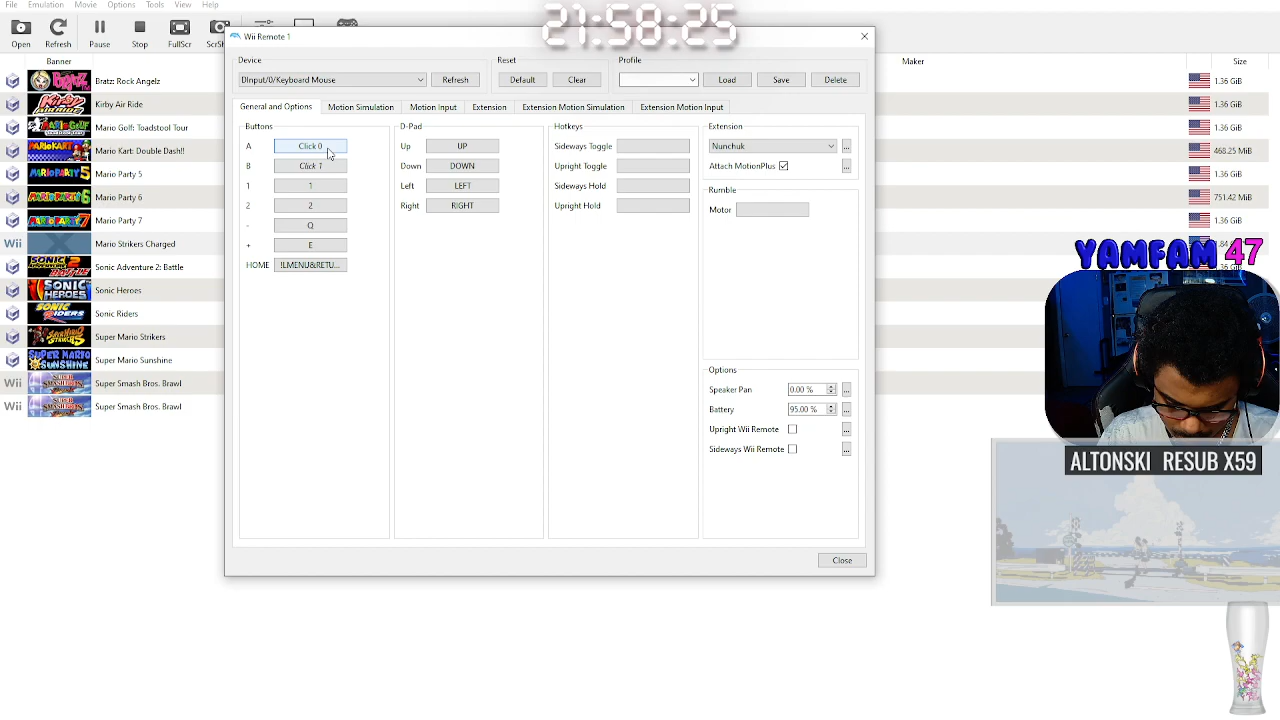 File Emulation Movie Options Tools View Help
21:58:25
Open Refresh Pause Stop FullScr ScrSh
Wii Remote 1
Banner Maker Size
Device
DInput/0/Keyboard Mouse Refresh
Reset
Default Clear
Profile
Load Save Delete
General and Options Motion Simulation Motion Input Extension Extension Motion Simulation Extension Motion Input
Buttons
A Click 0
B Click 1
1 1
2 2
- Q
+ E
HOME !LMENU&RETU...
D-Pad
Up UP
Down DOWN
Left LEFT
Right RIGHT
Hotkeys
Sideways Toggle
Upright Toggle
Sideways Hold
Upright Hold
Extension
Nunchuk ...
Attach MotionPlus ...
Rumble
Motor
Options
Speaker Pan 0.00 % ...
Battery 95.00 % ...
Upright Wii Remote ...
Sideways Wii Remote ...
Close
Bratz: Rock Angelz 1.36 GiB
Kirby Air Ride 1.36 GiB
Mario Golf: Toadstool Tour 1.36 GiB
Mario Kart: Double Dash!! 468.25 MiB
Mario Party 5 1.36 GiB
Mario Party 6 751.42 MiB
Mario Party 7 1.36 GiB
Wii Mario Strikers Charged
Sonic Adventure 2: Battle
Sonic Heroes
Sonic Riders
Super Mario Strikers
Super Mario Sunshine
Wii Super Smash Bros. Brawl
Wii Super Smash Bros. Brawl
YAMFAM 47
ALTONSKI RESUB X59